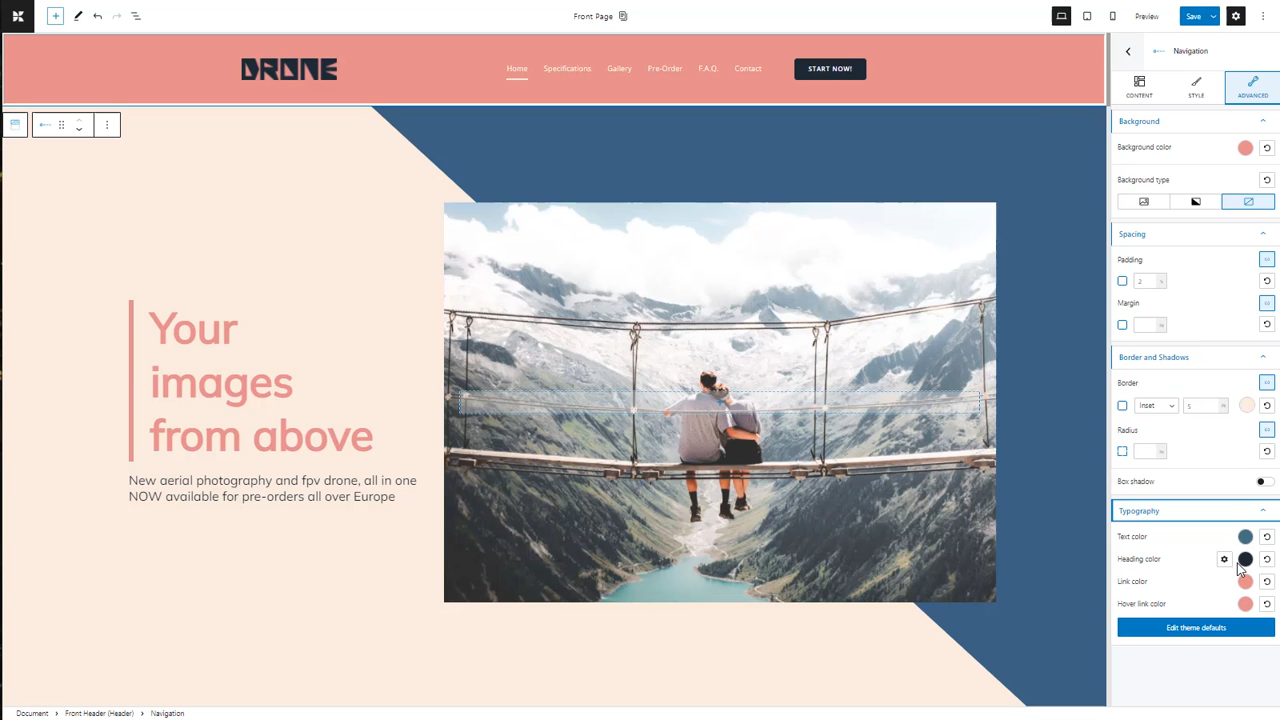 Front Page
Preview
Save
DRONE
Home
Specifications
Gallery
Pre-Order
F.A.Q.
Contact
START NOW!
Your
images
from above
New aerial photography and fpv drone, all in one
NOW available for pre-orders all over Europe
Navigation
CONTENT
STYLE
ADVANCED
Background
Background color
Background type
Spacing
Padding
2
Margin
Border and Shadows
Border
Inset
5
Radius
Box shadow
Typography
Text color
Heading color
Link color
Hover link color
Edit theme defaults
Document
Front Header (Header)
Navigation